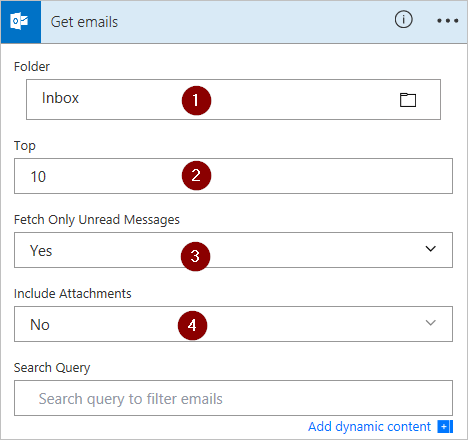 Get emails
Folder
Inbox 1
Top
10 2
Fetch Only Unread Messages
Yes 3
Include Attachments
No 4
Search Query
Search query to filter emails
Add dynamic content